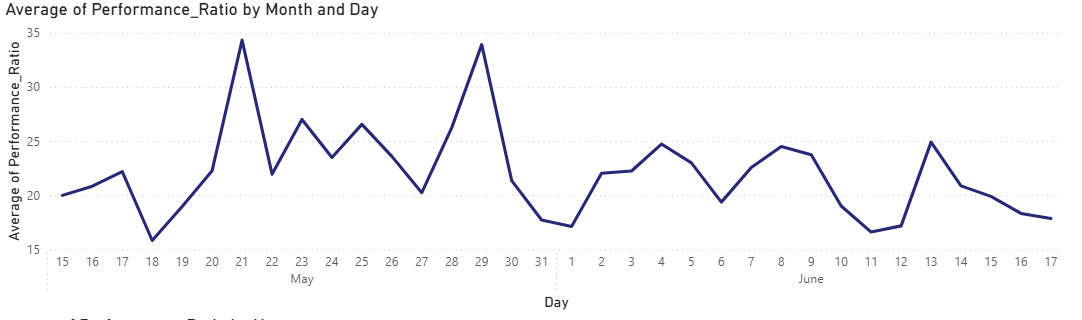 Average of Performance_Ratio by Month and Day
Average of Performance_Ratio
35
30
25
20
15
15 16 17 18 19 20 21 22 23 24 25 26 27 28 29 30 31 1 2 3 4 5 6 7 8 9 10 11 12 13 14 15 16 17
May June
Day